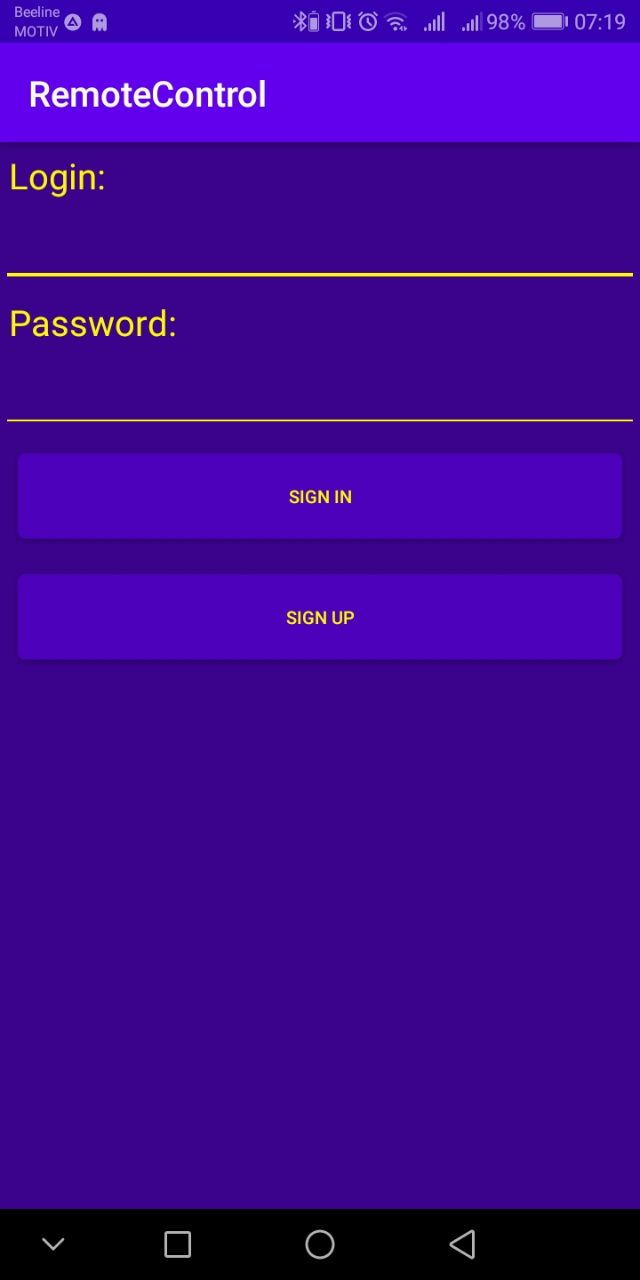 Beeline
MOTIV
98% 07:19
RemoteControl
Login:
Password:
SIGN IN
SIGN UP